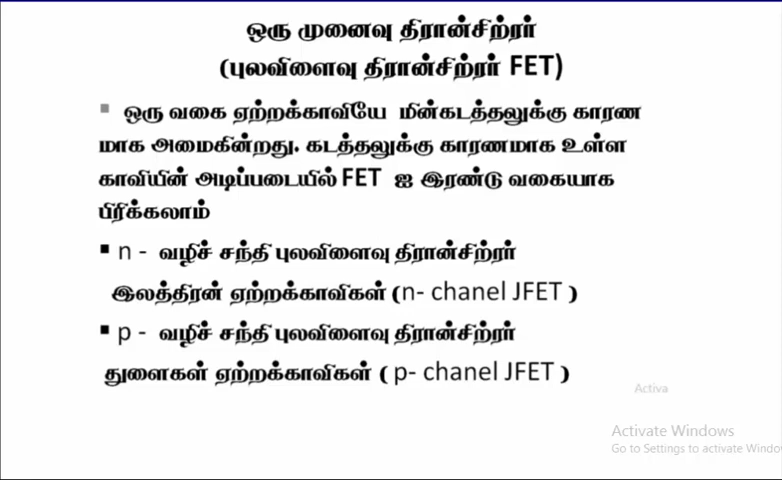 ஒரு முனைவு திரான்சிற்றர்
(புலவிளைவு திரான்சிற்றர் FET)
▪ ஒரு வகை ஏற்றக்காவியே மின்கடத்தலுக்கு காரண
மாக அமைகின்றது. கடத்தலுக்கு காரணமாக உள்ள
காவியின் அடிப்படையில் FET ஐ இரண்டு வகையாக
பிரிக்கலாம்
▪ n - வழிச் சந்தி புலவிளைவு திரான்சிற்றர்
இலத்திரன் ஏற்றக்காவிகள் (n- chanel JFET )
▪ p - வழிச் சந்தி புலவிளைவு திரான்சிற்றர்
துளைகள் ஏற்றக்காவிகள் ( p- chanel JFET )
Activa
Activate Windows
Go to Settings to activate Windo